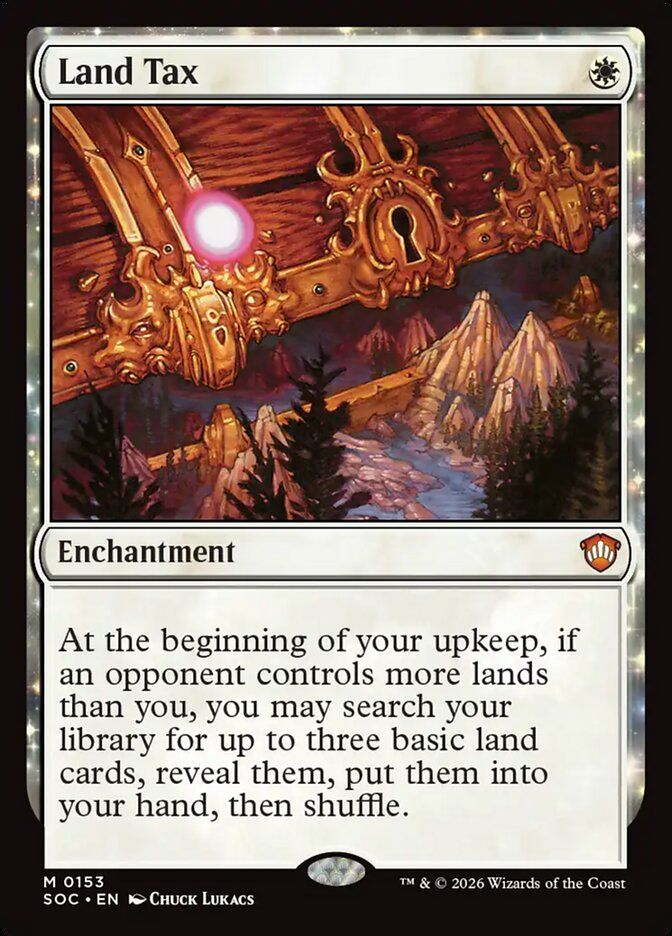 Land Tax
Enchantment
At the beginning of your upkeep, if
an opponent controls more lands
than you, you may search your
library for up to three basic land
cards, reveal them, put them into
your hand, then shuffle.
M 0153
SOC • EN Chuck Lukacs
™ & © 2026 Wizards of the Coast